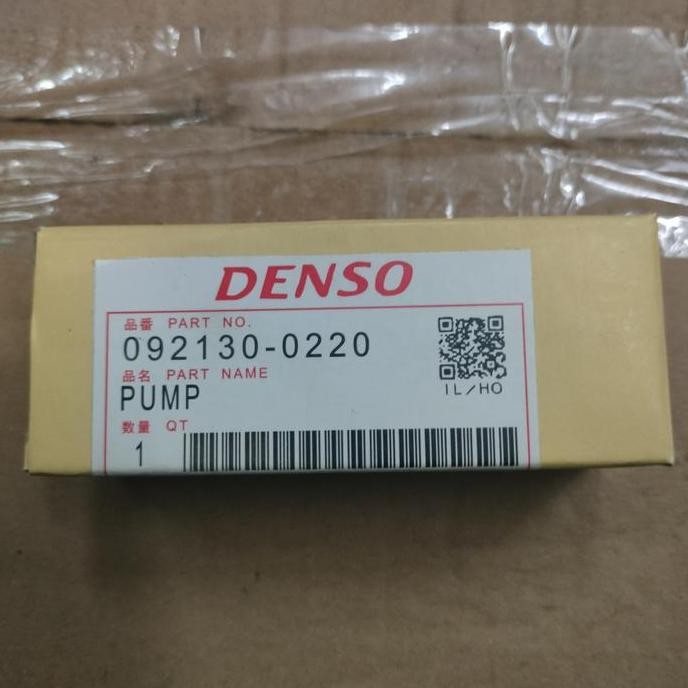 DENSO
品番 PART NO.
092130-0220
品名 PART NAME
PUMP
IL/HO
数量 QT
1